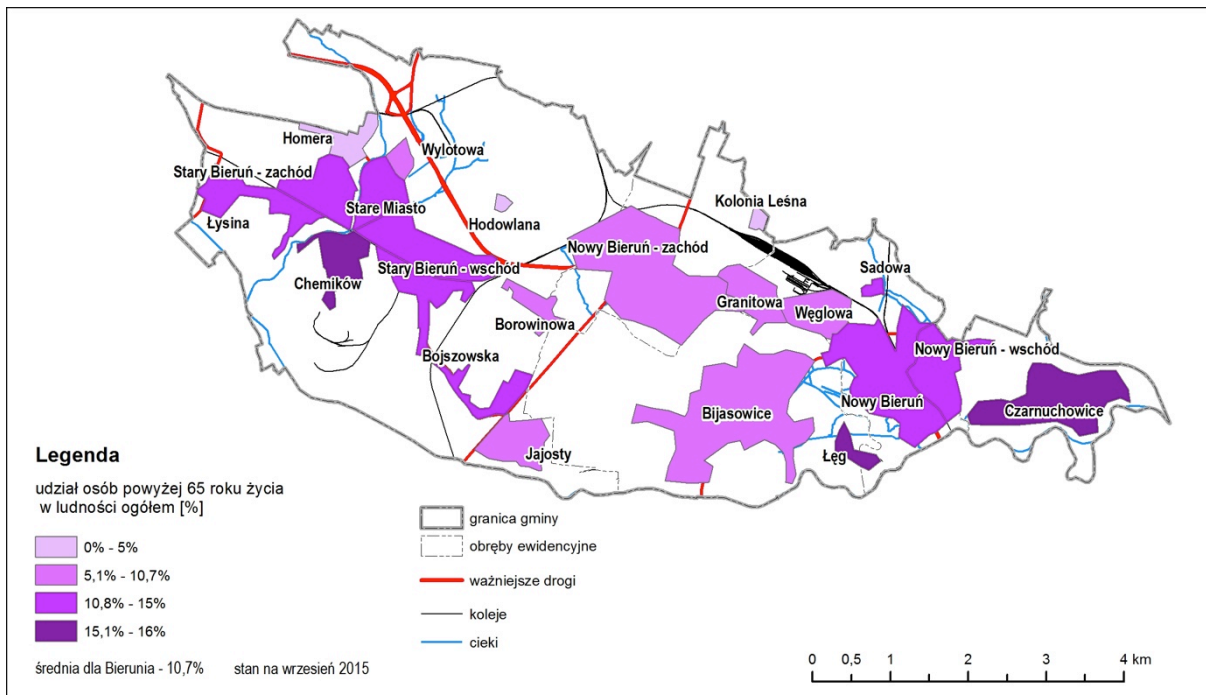 Homera
Wylotowa
Stary Bieruń - zachód
Kolonia Leśna
Stare Miasto
Łysina
Hodowlana
Nowy Bieruń - zachód
Stary Bieruń - wschód
Sadowa
Chemików
Granitowa
Węglowa
Borowinowa
Nowy Bieruń - wschód
Bojszowska
Nowy Bieruń
Bijasowice
Czarnuchowice
Jajosty
Łęg
Legenda
udział osób powyżej 65 roku życia
w ludności ogółem [%]
0% - 5%
5,1% - 10,7%
10,8% - 15%
15,1% - 16%
średnia dla Bierunia - 10,7% stan na wrzesień 2015
granica gminy
obręby ewidencyjne
ważniejsze drogi
koleje
cieki
0 0,5 1 2 3 4 km